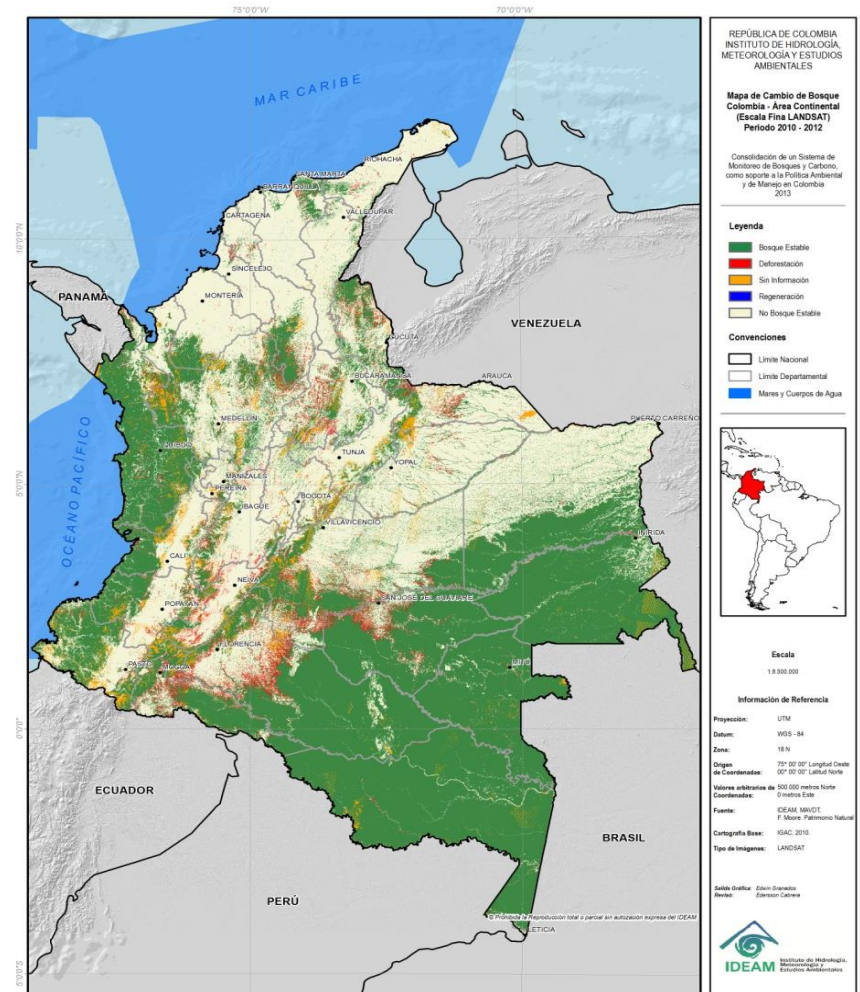 75°0'0"W
70°0'0"W
10°0'0"N
5°0'0"N
0°0'0"
5°0'0"S
MAR CARIBE
OCÉANO PACÍFICO
PANAMÁ
VENEZUELA
ECUADOR
PERÚ
BRASIL
RIOHACHA
SANTA MARTA
BARRANQUILLA
CARTAGENA
VALLEDUPAR
SINCELEJO
MONTERÍA
CUCUTA
BUCARAMANGA
ARAUCA
PUERTO CARREÑO
MEDELLÍN
QUIBDÓ
TUNJA
YOPAL
MANIZALES
PEREIRA
BOGOTÁ
IBAGUÉ
VILLAVICENCIO
INIRIDA
CALI
NEIVA
POPAYÁN
SAN JOSÉ DEL GUAVIARE
FLORENCIA
MITÚ
PASTO
MOCOA
LETICIA
© Prohibida la Reproducción total o parcial sin autorización expresa del IDEAM
REPÚBLICA DE COLOMBIA
INSTITUTO DE HIDROLOGÍA,
METEOROLOGÍA Y ESTUDIOS
AMBIENTALES
Mapa de Cambio de Bosque
Colombia - Área Continental
(Escala Fina LANDSAT)
Periodo 2010 - 2012
Consolidación de un Sistema de
Monitoreo de Bosques y Carbono,
como soporte a la Política Ambiental
y de Manejo en Colombia
2013
Leyenda
Bosque Estable
Deforestación
Sin Información
Regeneración
No Bosque Estable
Convenciones
Límite Nacional
Límite Departamental
Mares y Cuerpos de Agua
Escala
Información de Referencia
Proyección: UTM
Datum: WGS - 84
Zona: 18 N
Origen de Coordenadas: 75° 00' 00" Longitud Oeste
00° 00' 00" Latitud Norte
Valores arbitrarios de Coordenadas: 500.000 metros Norte
0 metros Este
Fuente: IDEAM, MAVDT,
F. Moore. Patrimonio Natural
Cartografía Base: IGAC, 2010.
Tipo de Imágenes: LANDSAT
Salida Gráfica: Edwin Granados
Revisó: Edersson Cabrera
IDEAM
Instituto de Hidrología,
Meteorología y
Estudios Ambientales